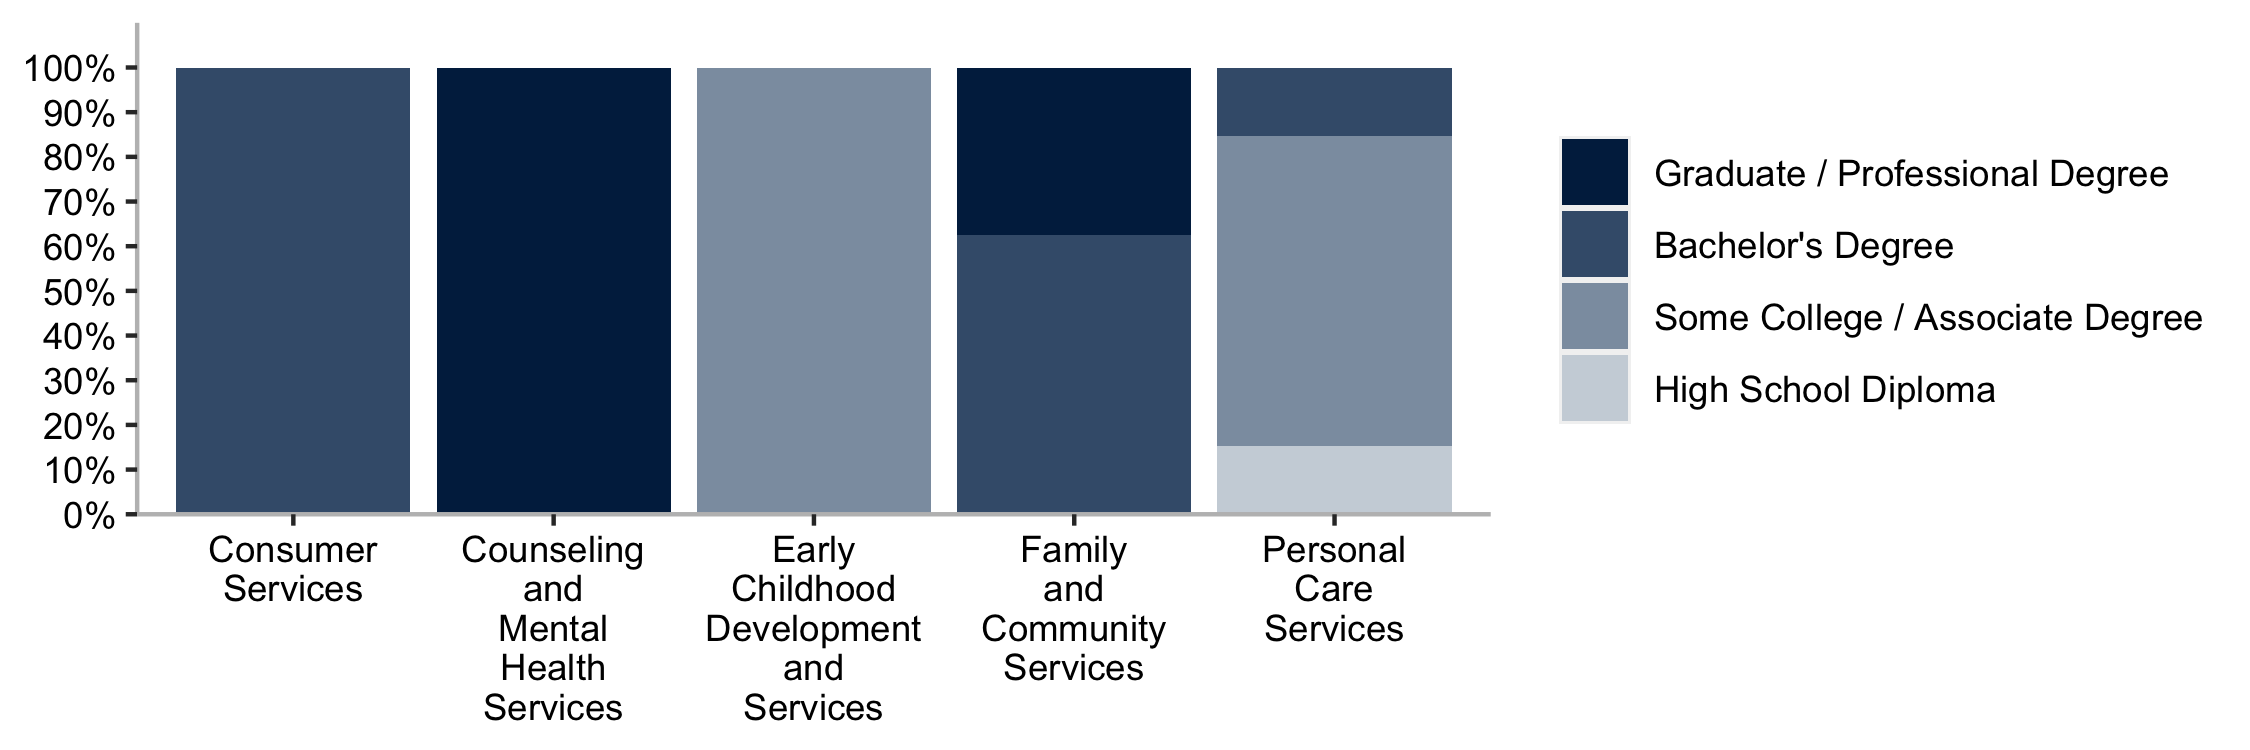 100%
90%
80%
70%
60%
50%
40%
30%
20%
10%
0%
Consumer
Services
Counseling
and
Mental
Health
Services
Early
Childhood
Development
and
Services
Family
and
Community
Services
Personal
Care
Services
Graduate / Professional Degree
Bachelor's Degree
Some College / Associate Degree
High School Diploma